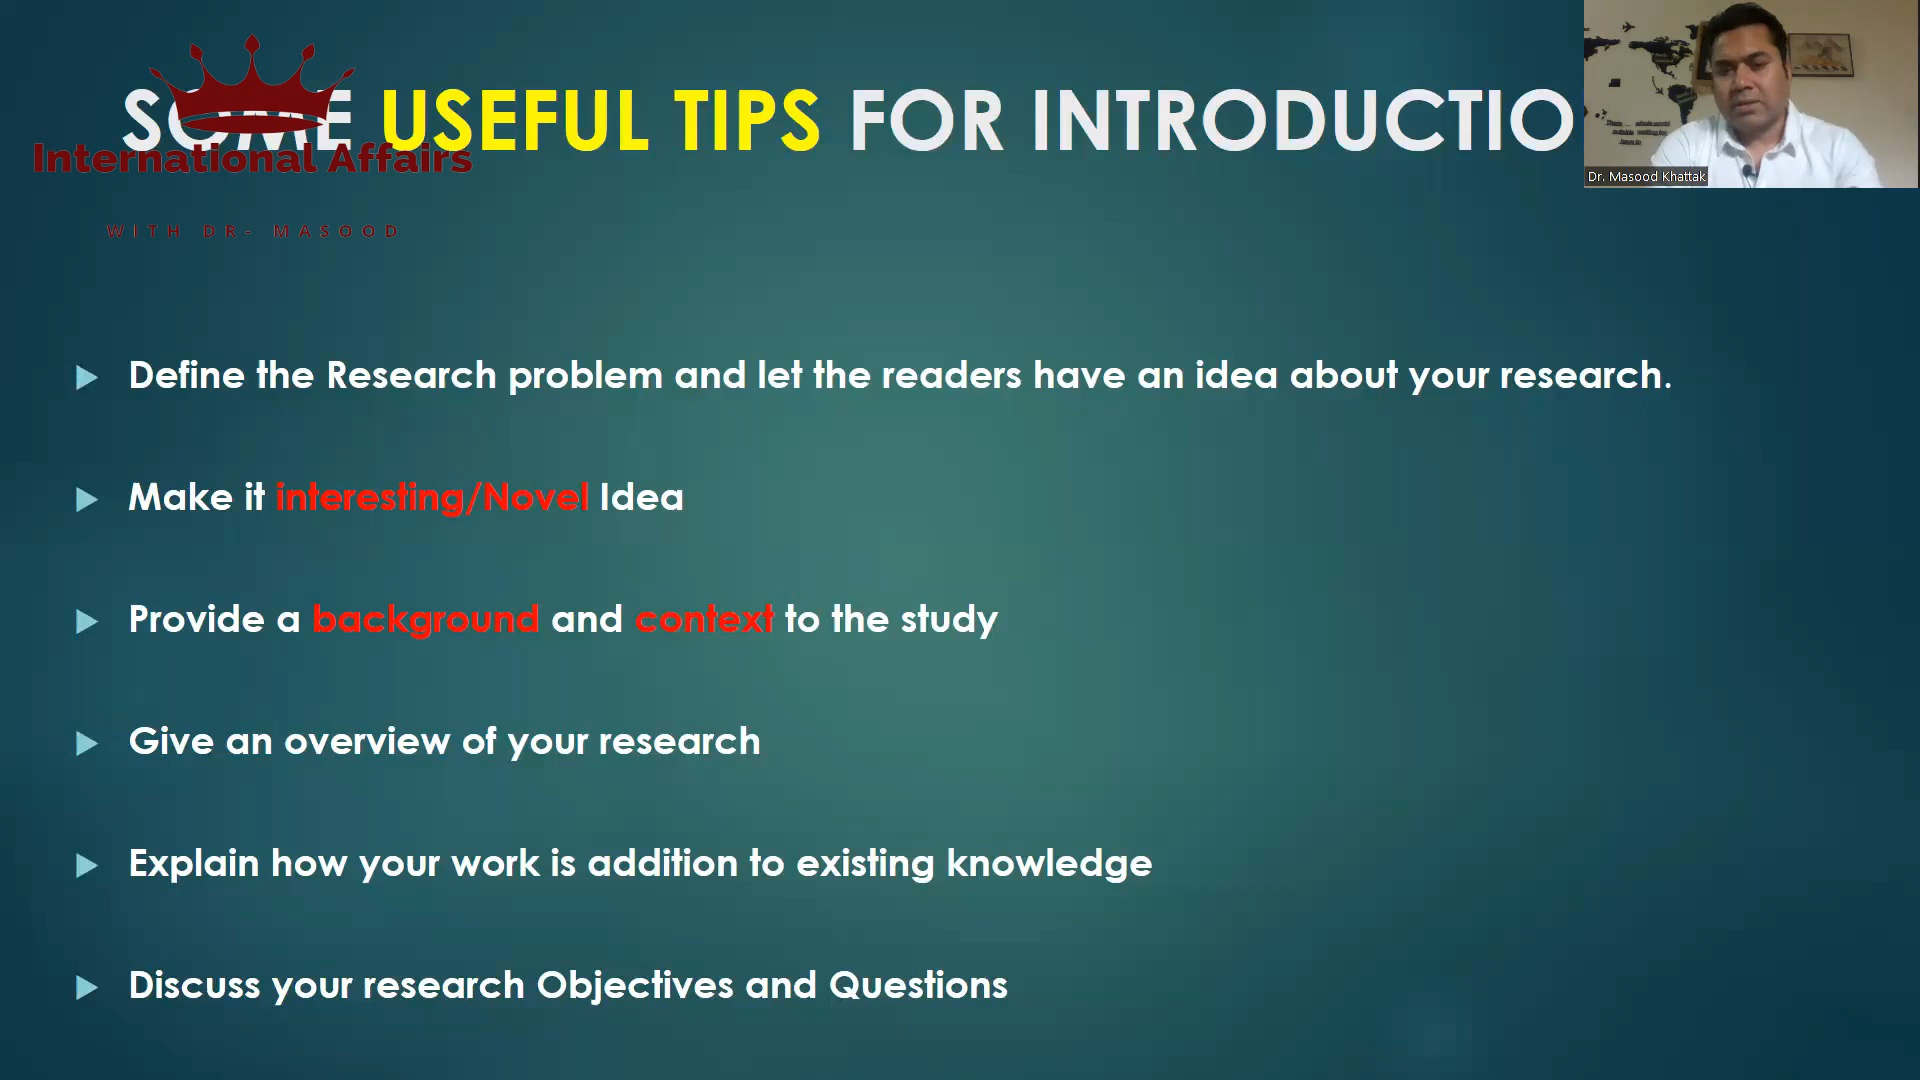 SOME USEFUL TIPS FOR INTRODUCTIO
International Affairs
WITH DR- MASOOD
Dr. Masood Khattak
Define the Research problem and let the readers have an idea about your research.
Make it interesting/Novel Idea
Provide a background and context to the study
Give an overview of your research
Explain how your work is addition to existing knowledge
Discuss your research Objectives and Questions